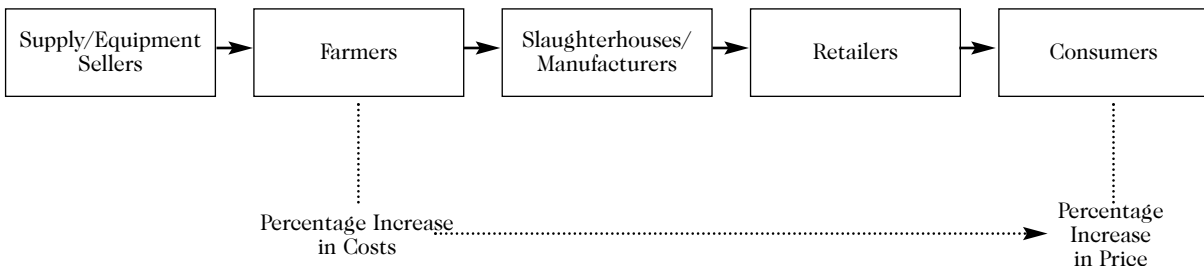 Supply/Equipment
Sellers
Farmers
Slaughterhouses/
Manufacturers
Retailers
Consumers
Percentage Increase
in Costs
Percentage
Increase
in Price